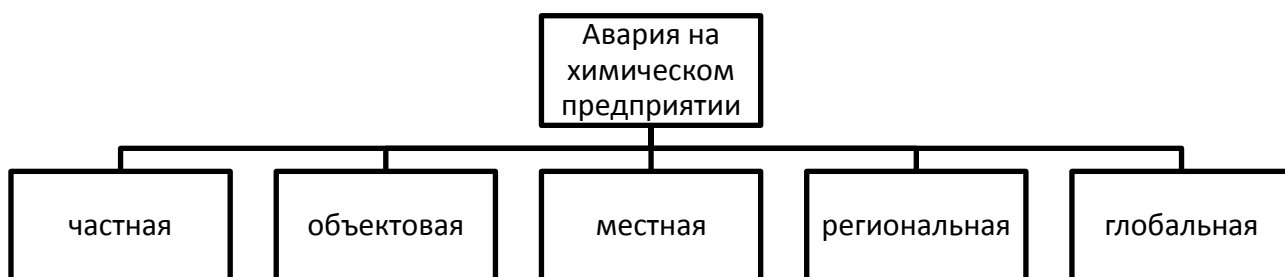 Авария на
химическом
предприятии
частная
объектовая
местная
региональная
глобальная